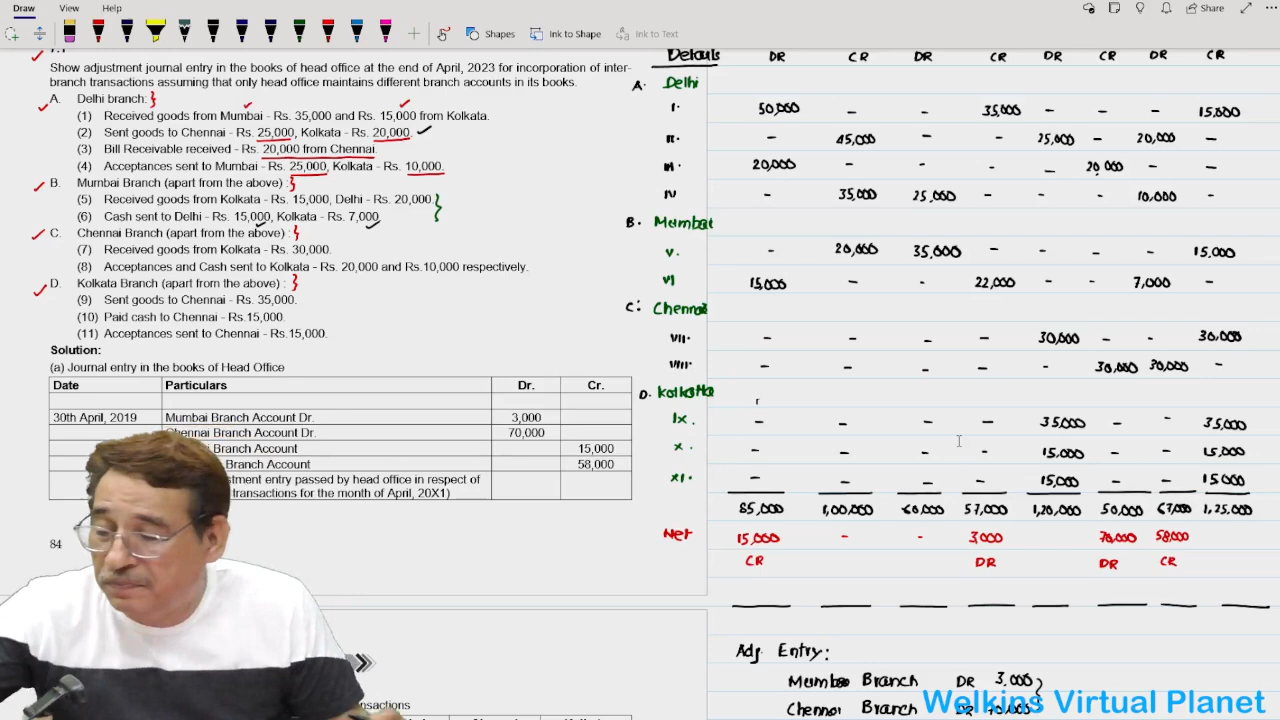 Draw View Help
Share
Shapes Ink to Shape Ink to Text
Show adjustment journal entry in the books of head office at the end of April, 2023 for incorporation of inter-
branch transactions assuming that only head office maintains different branch accounts in its books.
A. Delhi branch:
(1) Received goods from Mumbai - Rs. 35,000 and Rs. 15,000 from Kolkata.
(2) Sent goods to Chennai - Rs. 25,000, Kolkata - Rs. 20,000.
(3) Bill Receivable received - Rs. 20,000 from Chennai.
(4) Acceptances sent to Mumbai - Rs. 25,000, Kolkata - Rs. 10,000.
B. Mumbai Branch (apart from the above) :
(5) Received goods from Kolkata - Rs. 15,000, Delhi - Rs. 20,000.
(6) Cash sent to Delhi - Rs. 15,000, Kolkata - Rs. 7,000.
C. Chennai Branch (apart from the above) :
(7) Received goods from Kolkata - Rs. 30,000.
(8) Acceptances and Cash sent to Kolkata - Rs. 20,000 and Rs.10,000 respectively.
D. Kolkata Branch (apart from the above) :
(9) Sent goods to Chennai - Rs. 35,000.
(10) Paid cash to Chennai - Rs.15,000.
(11) Acceptances sent to Chennai - Rs.15,000.
Solution:
(a) Journal entry in the books of Head Office
Date Particulars Dr. Cr.
30th April, 2019 Mumbai Branch Account Dr. 3,000
Chennai Branch Account Dr. 70,000
Branch Account 15,000
Branch Account 58,000
entry passed by head office in respect of
transactions for the month of April, 20X1)
84
Details DR CR DR CR DR CR DR CR
A. Delhi
I. 50,000 - - 35,000 - - - 15,000
II. - 45,000 - - 25,000 - 20,000 -
III 20,000 - - - - 20,000 - -
IV - 35,000 25,000 - - - 10,000 -
B. Mumbai
V. - 20,000 35,000 - - - - 15,000
VI 15,000 - - 22,000 - - 7,000 -
C. Chennai
VII. - - - - 30,000 - - 30,000
VIII. - - - - - 30,000 30,000 -
D. Kolkatta
IX. - - - - 35,000 - - 35,000
X. - - - - 15,000 15,000
XI. - - - - 15,000 15,000
85,000 1,00,000 60,000 57,000 1,20,000 50,000 67,000 1,25,000
Net 15,000 - - 3,000 70,000 58,000
CR DR DR CR
Adj Entry:
Mumbai Branch DR 3,000
Chennai Branch DR
Welkins Virtual Planet